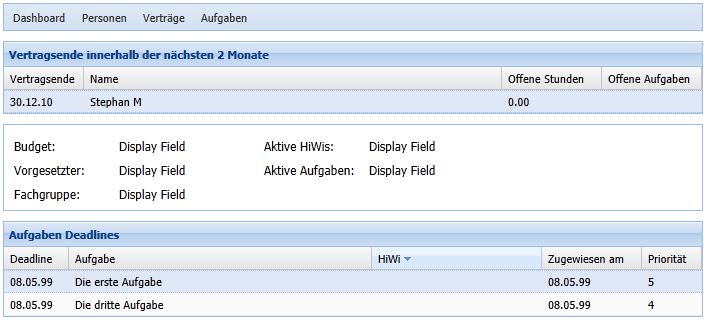 Dashboard Personen Verträge Aufgaben
Vertragsende innerhalb der nächsten 2 Monate
Vertragsende Name Offene Stunden Offene Aufgaben
30.12.10 Stephan M 0.00
Budget: Display Field Aktive HiWis: Display Field
Vorgesetzter: Display Field Aktive Aufgaben: Display Field
Fachgruppe: Display Field
Aufgaben Deadlines
Deadline Aufgabe HiWi Zugewiesen am Priorität
08.05.99 Die erste Aufgabe 08.05.99 5
08.05.99 Die dritte Aufgabe 08.05.99 4